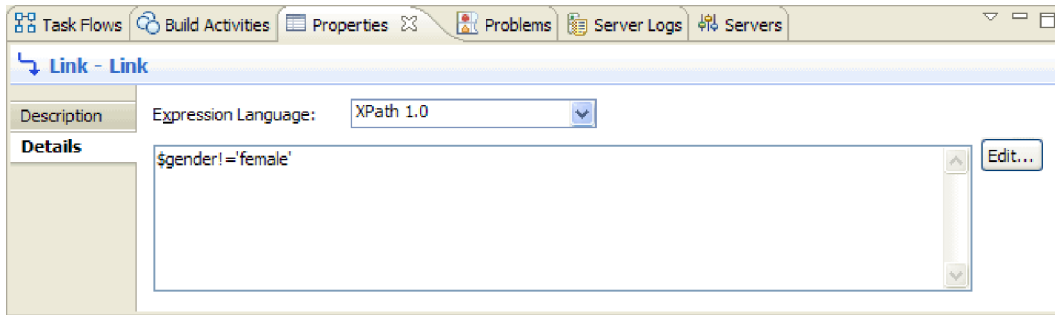 Task Flows Build Activities Properties Problems Server Logs Servers
Link - Link
Description Expression Language: XPath 1.0
Details
$gender!='female' Edit...